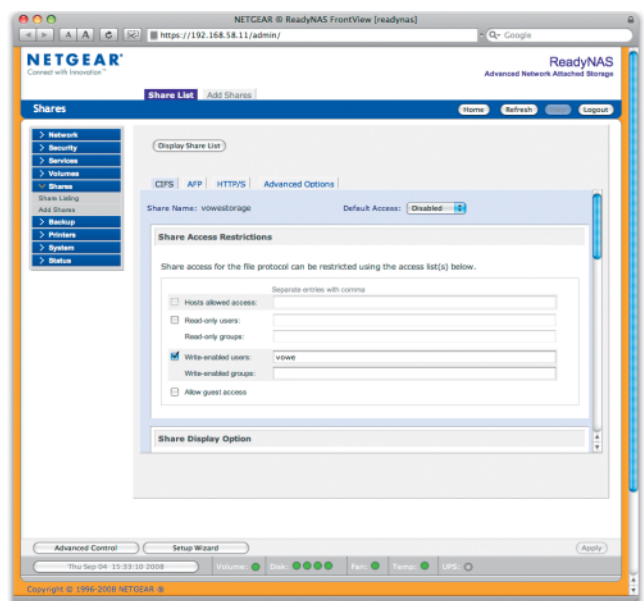 NETGEAR ® ReadyNAS FrontView [readynas]
A A https://192.168.58.11/admin/ Q- Google
NETGEAR®
Connect with Innovation™
ReadyNAS
Advanced Network Attached Storage
Share List Add Shares
Shares Home Refresh Logout
> Network
> Security
> Services
> Volumes
Shares
Share Listing
Add Shares
> Backup
> Printers
> System
> Status
Display Share List
CIFS AFP HTTP/S Advanced Options
Share Name: vowestorage Default Access: Disabled
Share Access Restrictions
Share access for the file protocol can be restricted using the access list(s) below.
Separate entries with comma
Hosts allowed access:
Read-only users:
Read-only groups:
Write-enabled users: vowe
Write-enabled groups:
Allow guest access
Share Display Option
Advanced Control Setup Wizard Apply
Thu Sep 04 15:33:10 2008 Volume: Disk: Fan: Temp: UPS:
Copyright © 1996-2008 NETGEAR ®